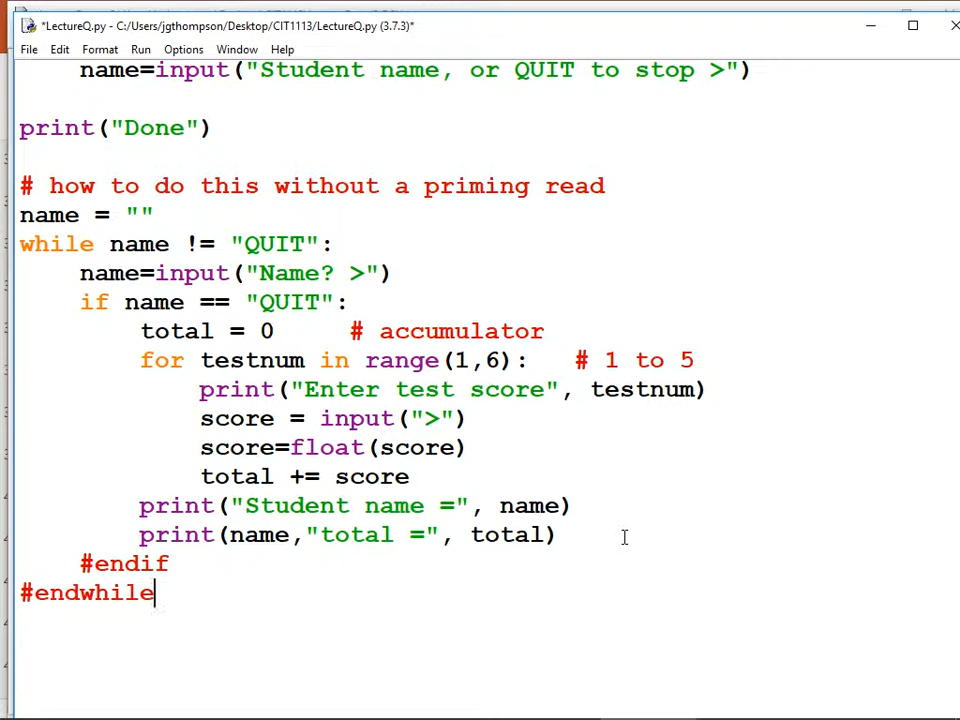 *LectureQ.py - C:/Users/jgthompson/Desktop/CIT1113/LectureQ.py (3.7.3)*
File Edit Format Run Options Window Help
    name=input("Student name, or QUIT to stop >")

print("Done")

# how to do this without a priming read
name = ""
while name != "QUIT":
    name=input("Name? >")
    if name == "QUIT":
        total = 0     # accumulator
        for testnum in range(1,6):   # 1 to 5
            print("Enter test score", testnum)
            score = input(">")
            score=float(score)
            total += score
        print("Student name =", name)
        print(name,"total =", total)
    #endif
#endwhile